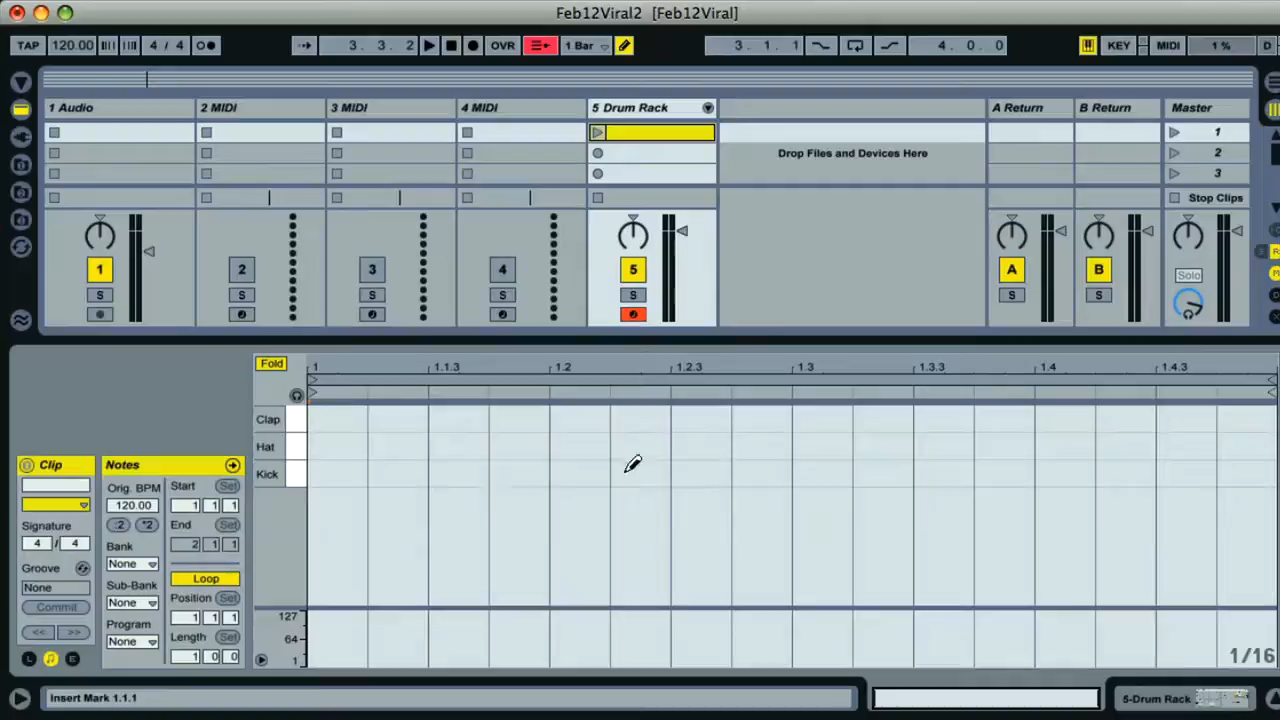 Feb12Viral2 [Feb12Viral]
TAP 120.00 4 / 4 3. 3. 2 OVR 1 Bar 3. 1. 1 4. 0. 0 KEY MIDI 1 % D
1 Audio 2 MIDI 3 MIDI 4 MIDI 5 Drum Rack A Return B Return Master
1
Drop Files and Devices Here 2
3
Stop Clips
1 2 3 4 5 A B Solo
S S S S S S S
Fold 1 1.1.3 1.2 1.2.3 1.3 1.3.3 1.4 1.4.3
Clap
Hat
Kick
Clip Notes
Orig. BPM Start Set
120.00 1 1 1
:2 *2 End Set
Signature
4 / 4 2 1 1
Bank
None
Groove
None Loop
Sub-Bank Position Set
Commit None 1 1 1
<< >> Program Length Set
None 1 0 0
L E
127
64
1
1/16
Insert Mark 1.1.1
5-Drum Rack